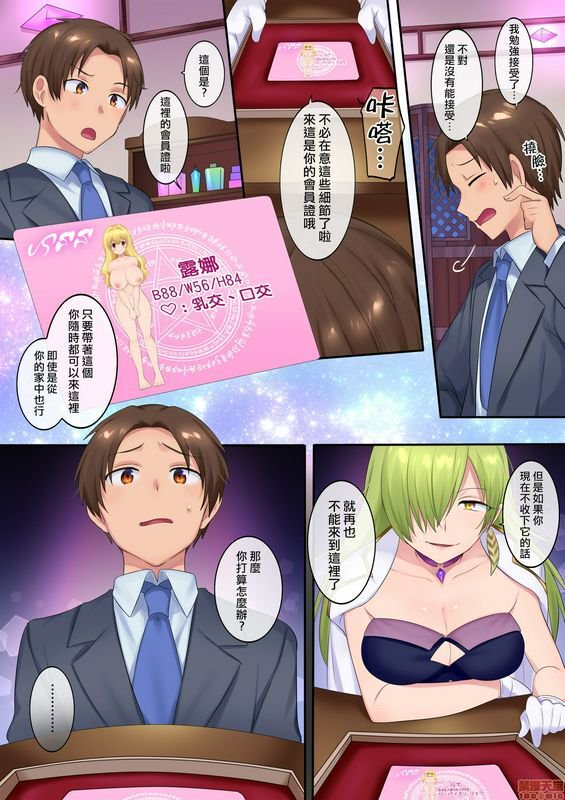 我勉強接受了…
不對
還是沒有能接受…
撓臉…
咔嗒…
不必在意這些細節了啦
來這是你的會員證哦
這個是?
這裡的會員證啦
露娜
B88/W56/H84
♡:乳交、口交
只要帶著這個
你隨時都可以來這裡
即使是從
你的家中也行
但是如果你
現在不收下它的話
就再也
不能來到這裡了
那麼
你打算怎麼辦?
…………